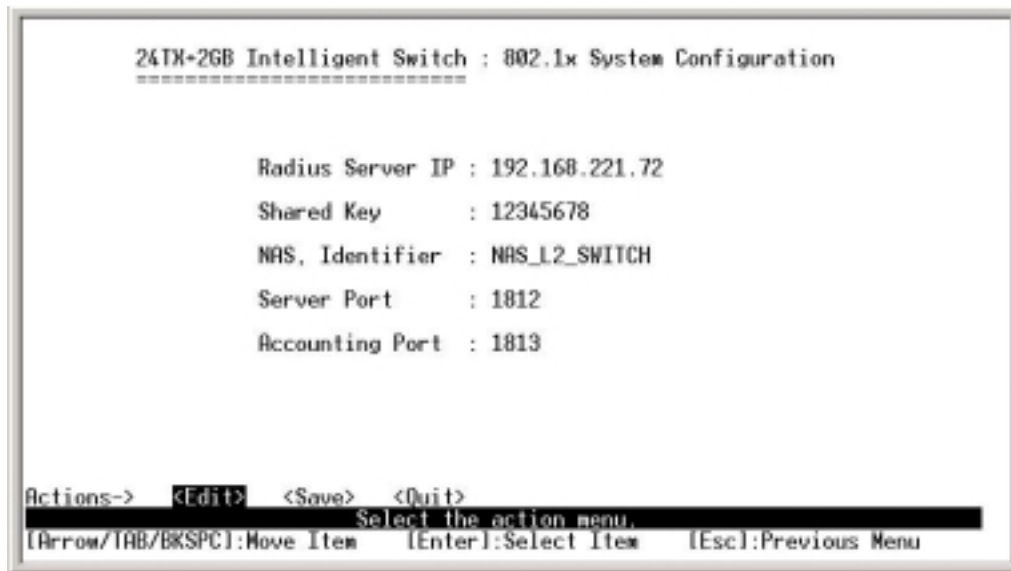 24TX+2GB Intelligent Switch : 802.1x System Configuration
============================
Radius Server IP : 192.168.221.72
Shared Key : 12345678
NAS, Identifier : NAS_L2_SWITCH
Server Port : 1812
Accounting Port : 1813
Actions-> <Edit> <Save> <Quit>
Select the action menu.
[Arrow/TAB/BKSPC]:Move Item [Enter]:Select Item [Esc]:Previous Menu